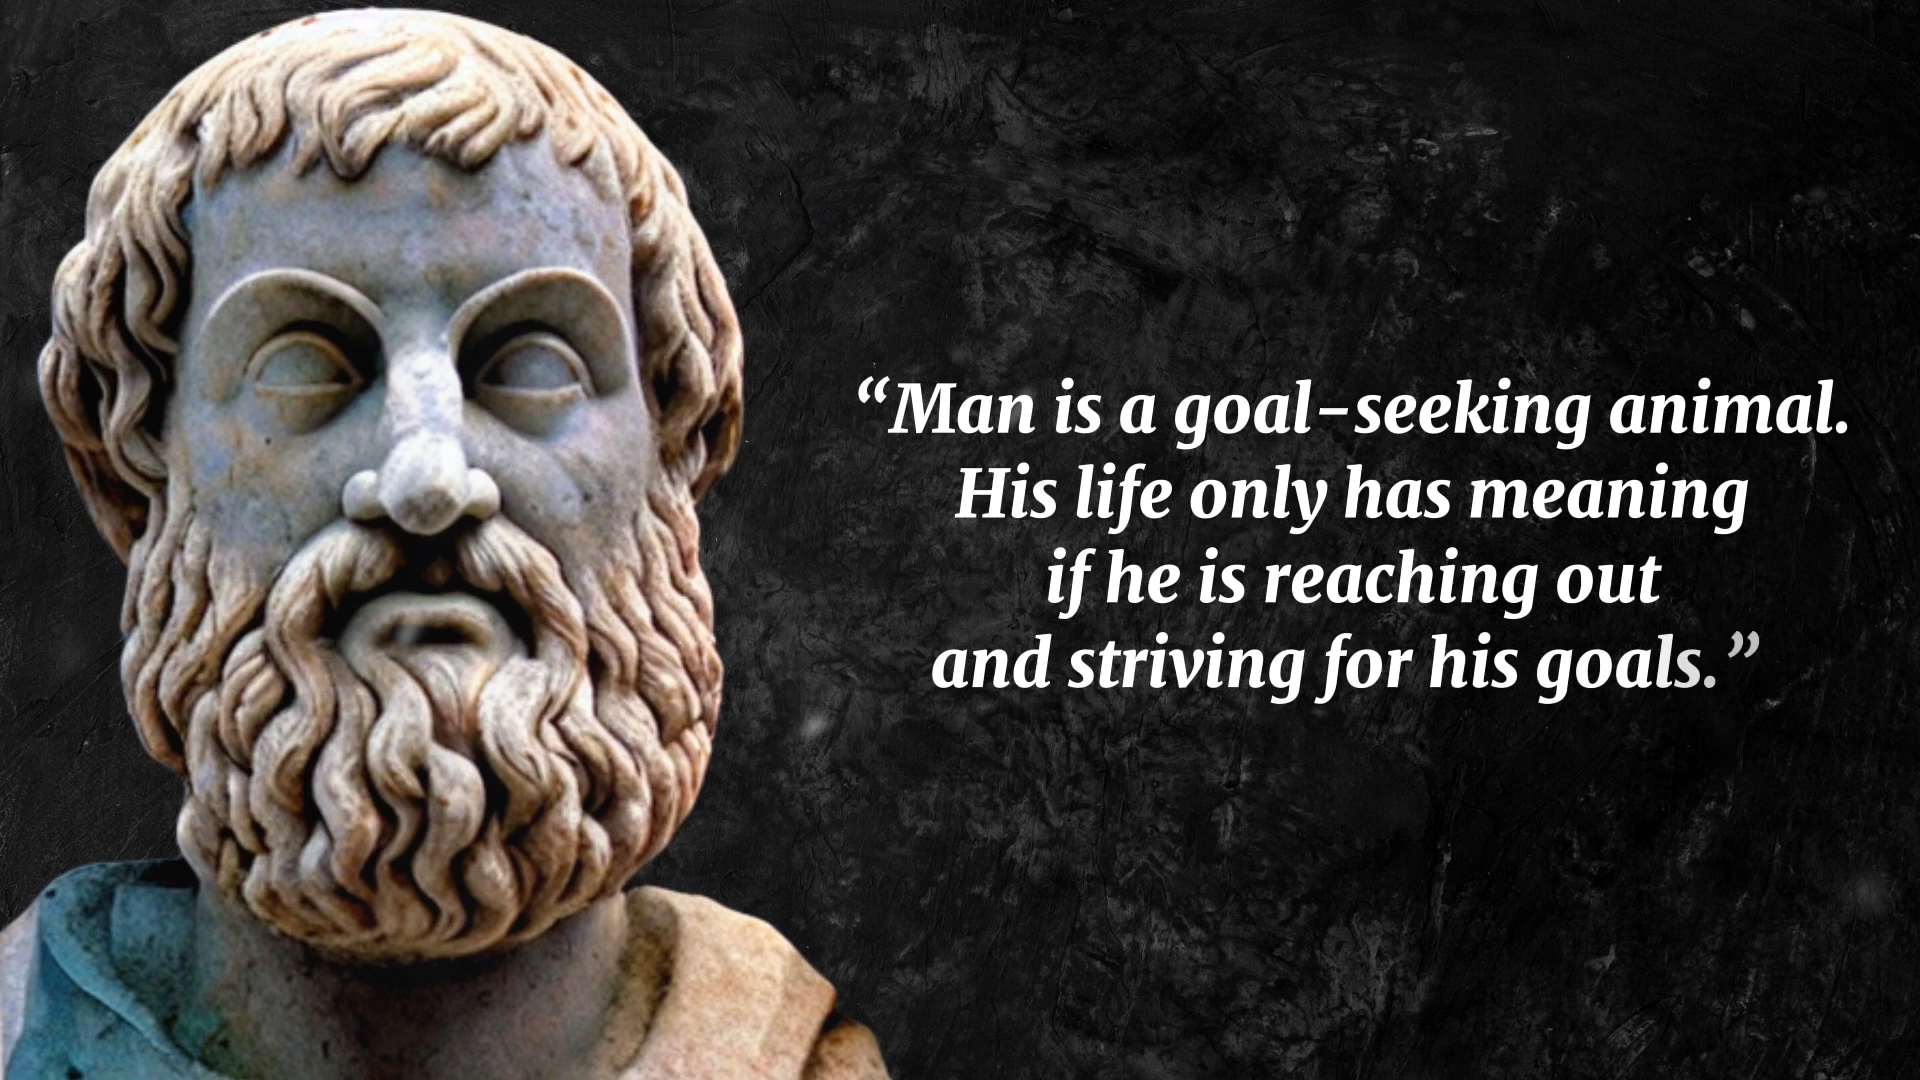 “Man is a goal-seeking animal.
His life only has meaning
if he is reaching out
and striving for his goals.”